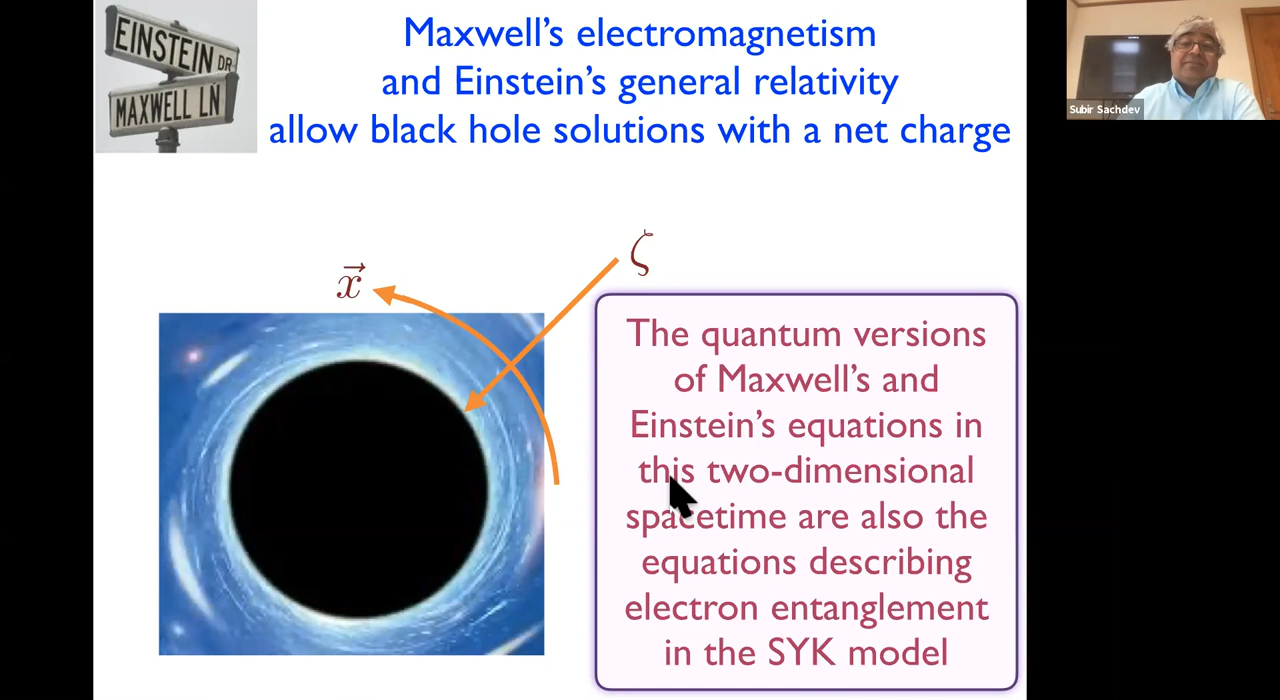 EINSTEIN DR
MAXWELL LN
Maxwell's electromagnetism
and Einstein's general relativity
allow black hole solutions with a net charge
Subir Sachdev
ζ
x⃗
The quantum versions
of Maxwell's and
Einstein's equations in
this two-dimensional
spacetime are also the
equations describing
electron entanglement
in the SYK model